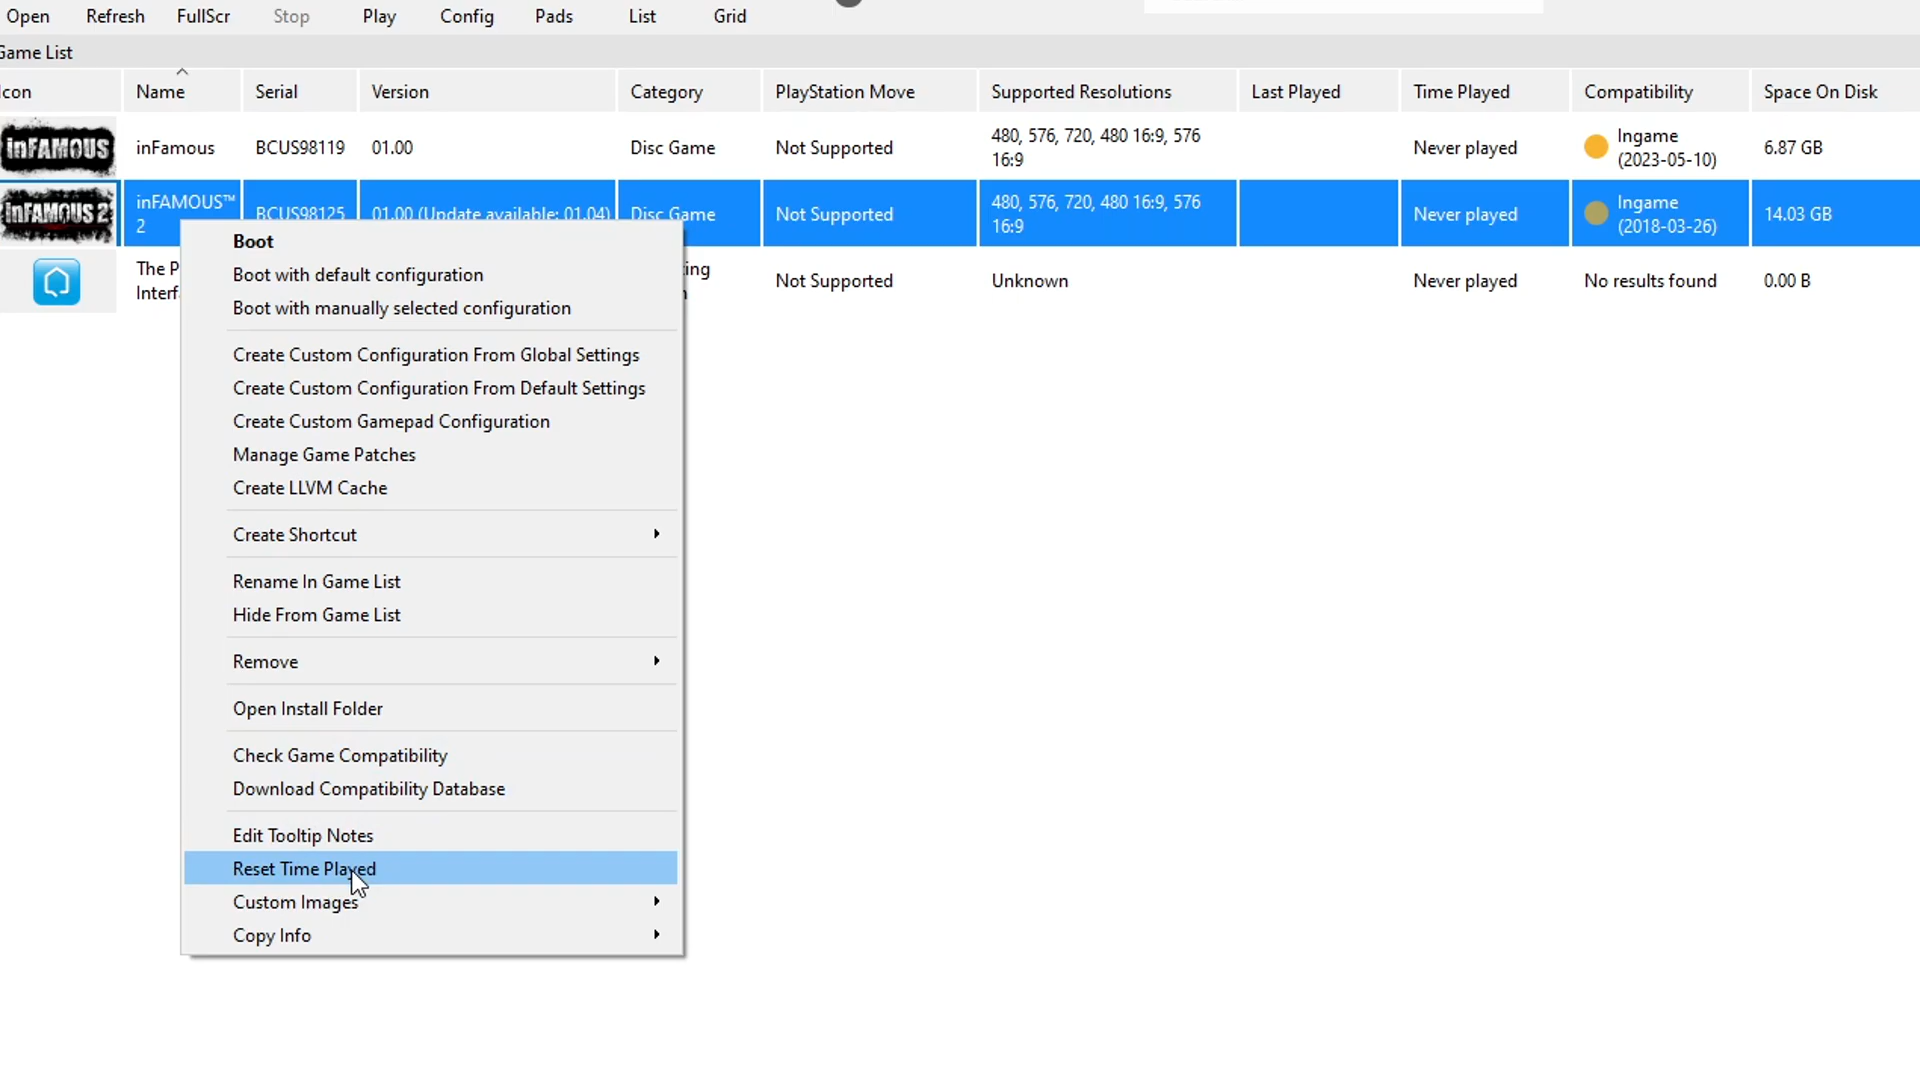 Open Refresh FullScr Stop Play Config Pads List Grid
Game List
Icon Name Serial Version Category PlayStation Move Supported Resolutions Last Played Time Played Compatibility Space On Disk
inFAMOUS inFamous BCUS98119 01.00 Disc Game Not Supported 480, 576, 720, 480 16:9, 576 Never played Ingame 6.87 GB
16:9 (2023-05-10)
inFAMOUS 2 inFAMOUS™ BCUS98125 01.00 (Update available: 01.04) Disc Game Not Supported 480, 576, 720, 480 16:9, 576 Never played Ingame 14.03 GB
2 16:9 (2018-03-26)
The P ing Not Supported Unknown Never played No results found 0.00 B
Interf
Boot
Boot with default configuration
Boot with manually selected configuration
Create Custom Configuration From Global Settings
Create Custom Configuration From Default Settings
Create Custom Gamepad Configuration
Manage Game Patches
Create LLVM Cache
Create Shortcut
Rename In Game List
Hide From Game List
Remove
Open Install Folder
Check Game Compatibility
Download Compatibility Database
Edit Tooltip Notes
Reset Time Played
Custom Images
Copy Info